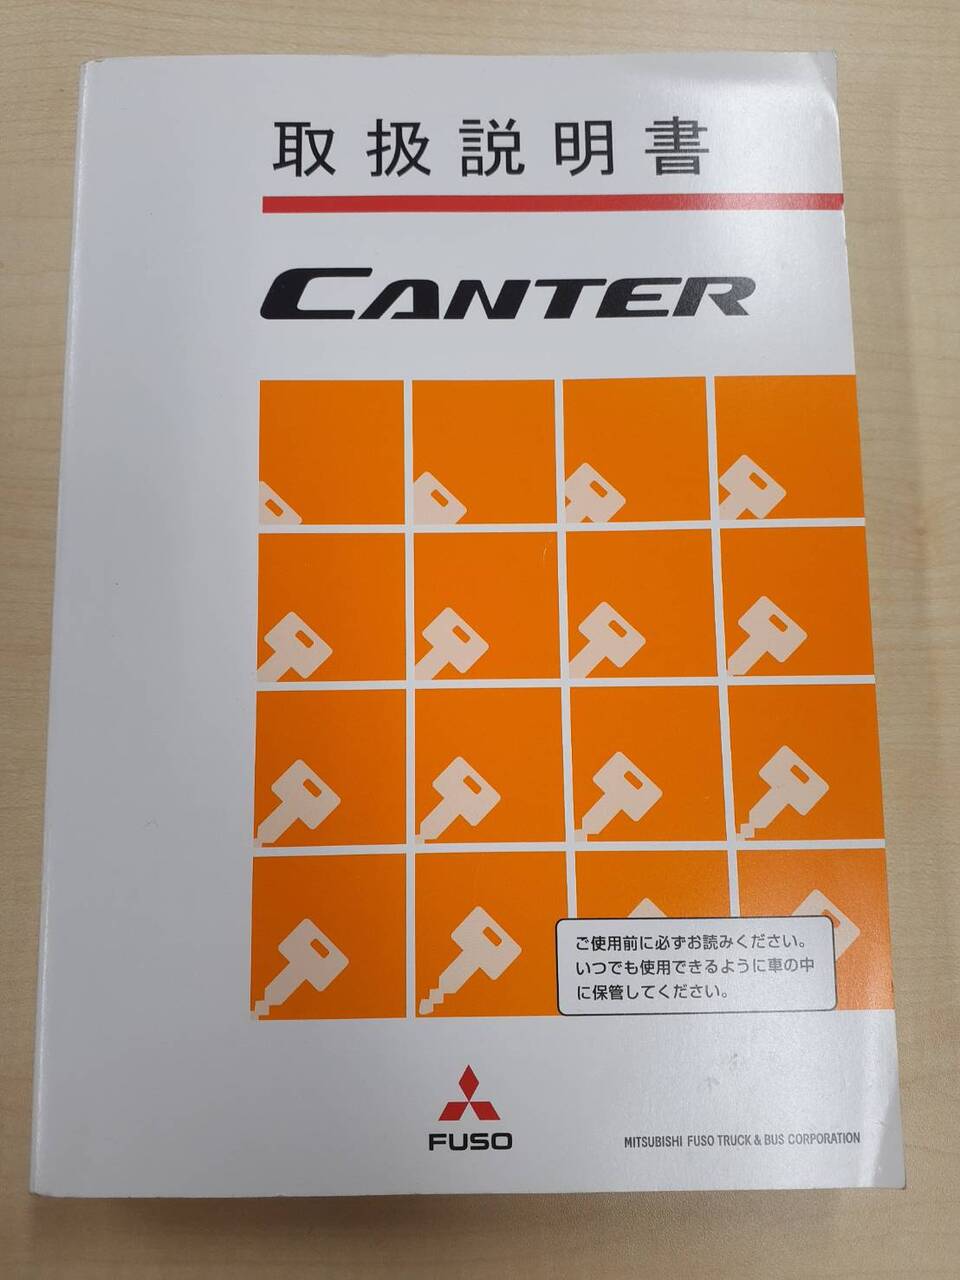 取扱説明書
CANTER
ご使用前に必ずお読みください。
いつでも使用できるように車の中
に保管してください。
FUSO
MITSUBISHI FUSO TRUCK & BUS CORPORATION